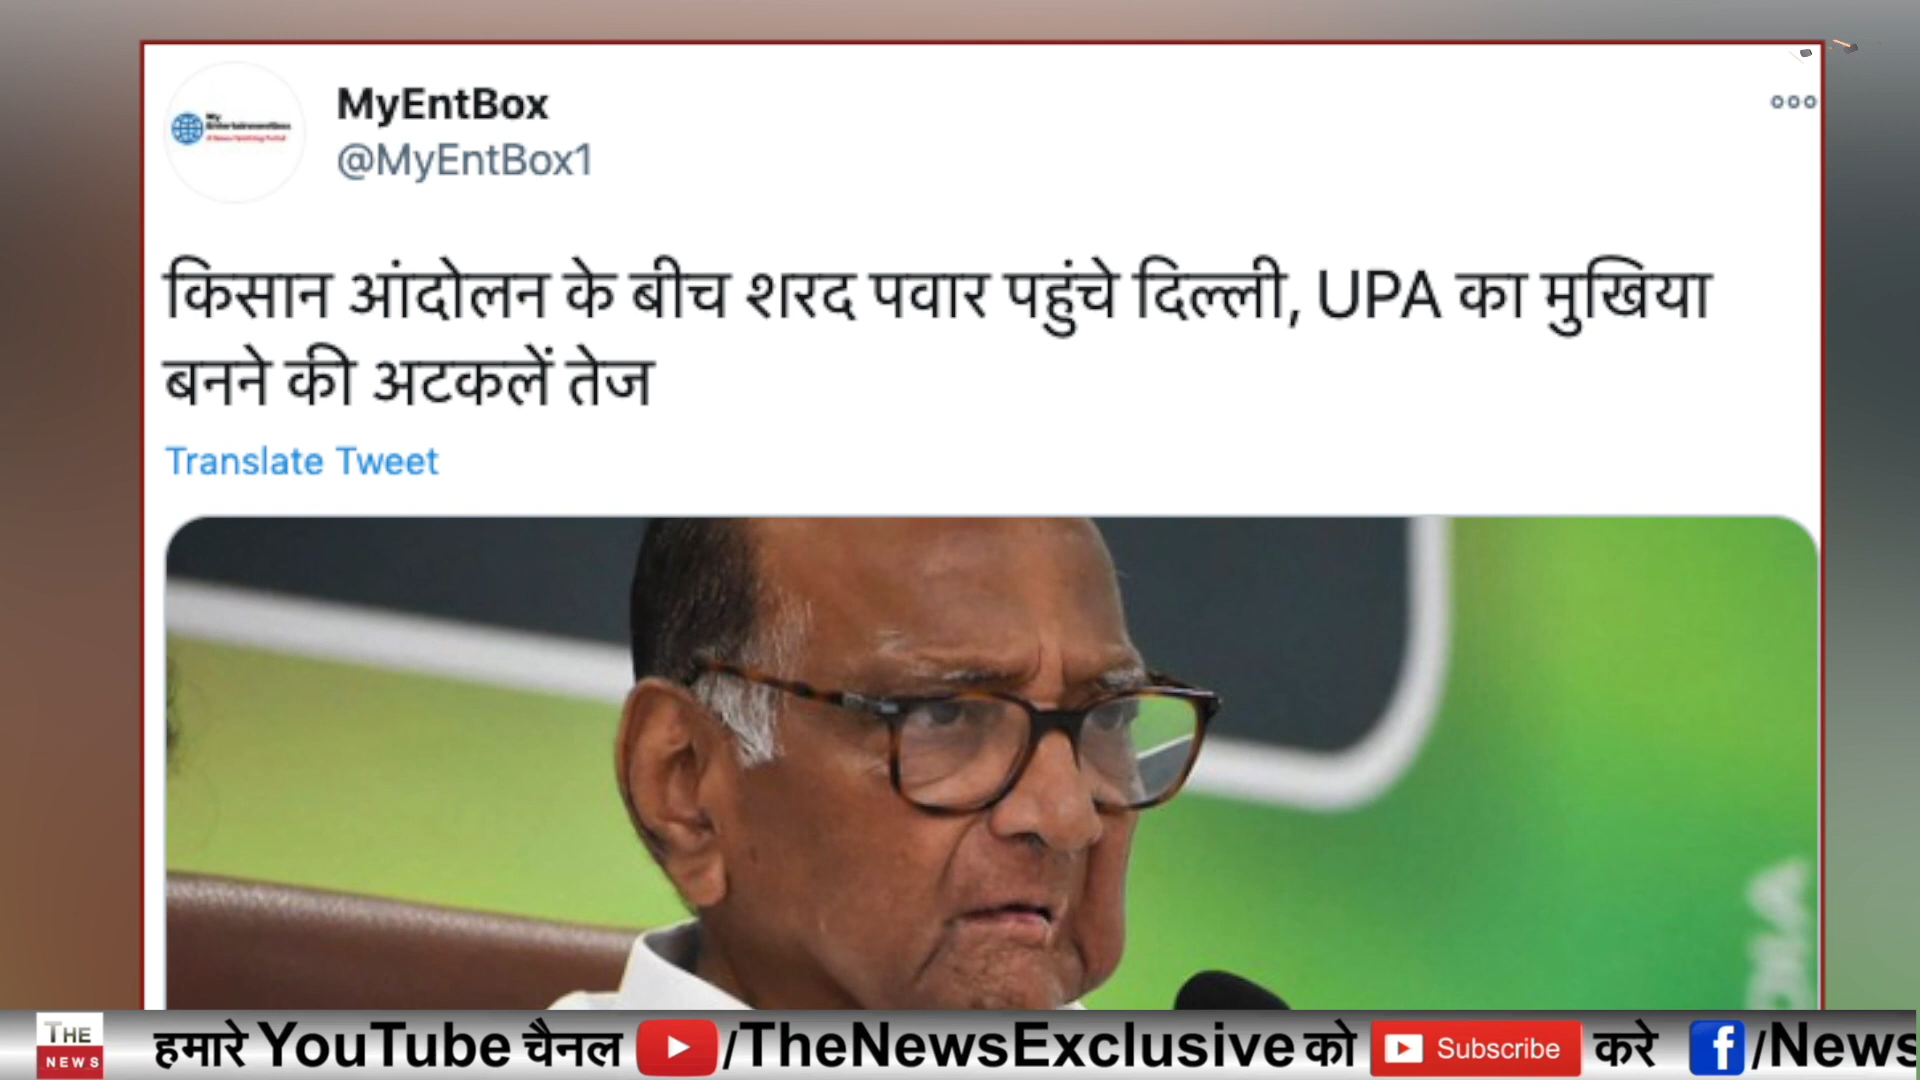 MyEntBox
@MyEntBox1
किसान आंदोलन के बीच शरद पवार पहुंचे दिल्ली, UPA का मुखिया
बनने की अटकलें तेज
Translate Tweet
DIA
THE
NEWS
हमारे YouTube चैनल /TheNewsExclusive को Subscribe करे f /News